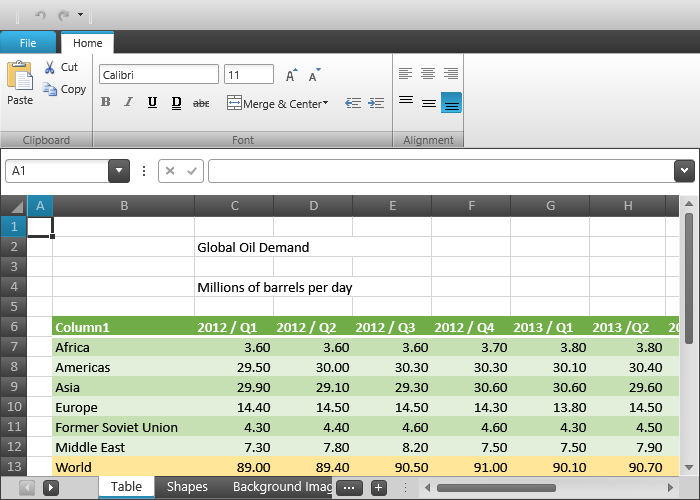 File Home
Cut
Calibri 11 A A
Paste Copy
B I U D abc Merge & Center
Clipboard Font Alignment
A1
A B C D E F G H
1
2 Global Oil Demand
3
4 Millions of barrels per day
5
6 Column1 2012 / Q1 2012 / Q2 2012 / Q3 2012 / Q4 2013 / Q1 2013 /Q2 20
7 Africa 3.60 3.60 3.60 3.70 3.80 3.80
8 Americas 29.50 30.00 30.30 30.30 30.10 30.40
9 Asia 29.90 29.10 29.30 30.60 30.60 29.60
10 Europe 14.40 14.50 14.50 14.30 13.80 14.50
11 Former Soviet Union 4.30 4.40 4.60 4.60 4.30 4.50
12 Middle East 7.30 7.80 8.20 7.50 7.50 7.90
13 World 89.00 89.40 90.50 91.00 90.10 90.70
Table Shapes Background Imag ... +